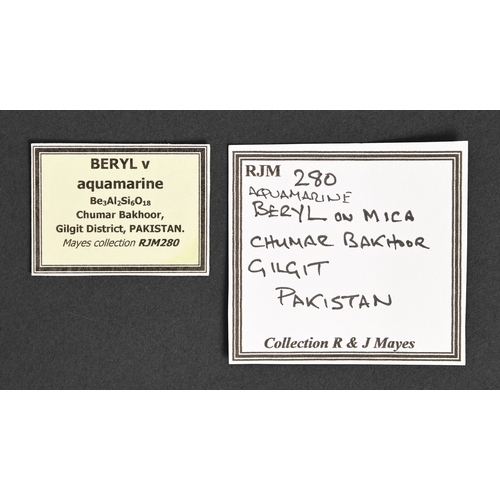 BERYL v
aquamarine
Be₃Al₂Si₆O₁₈
Chumar Bakhoor,
Gilgit District, PAKISTAN.
Mayes collection RJM280
RJM 280
AQUAMARINE
BERYL ON MICA
CHUMAR BAKHOOR
GILGIT
PAKISTAN
Collection R & J Mayes